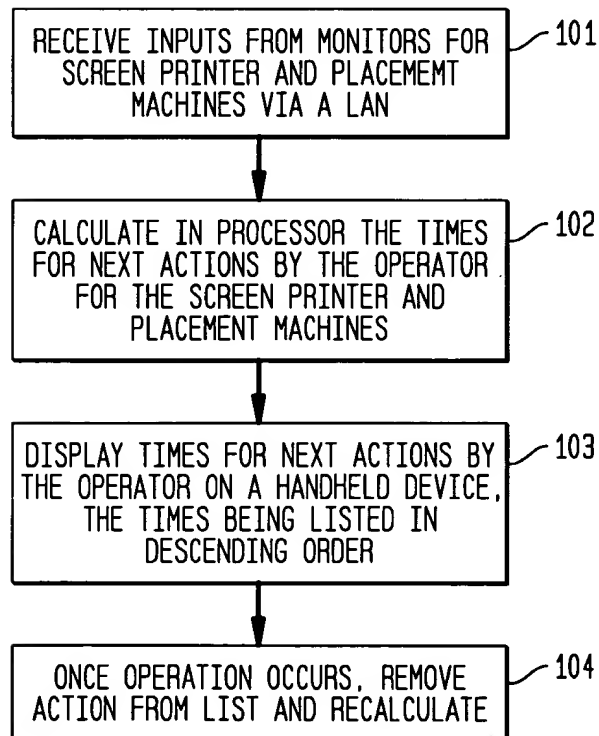 RECEIVE INPUTS FROM MONITORS FOR
SCREEN PRINTER AND PLACEMEMT
MACHINES VIA A LAN
101
CALCULATE IN PROCESSOR THE TIMES
FOR NEXT ACTIONS BY THE OPERATOR
FOR THE SCREEN PRINTER AND
PLACEMENT MACHINES
102
DISPLAY TIMES FOR NEXT ACTIONS BY
THE OPERATOR ON A HANDHELD DEVICE,
THE TIMES BEING LISTED IN
DESCENDING ORDER
103
ONCE OPERATION OCCURS, REMOVE
ACTION FROM LIST AND RECALCULATE
104